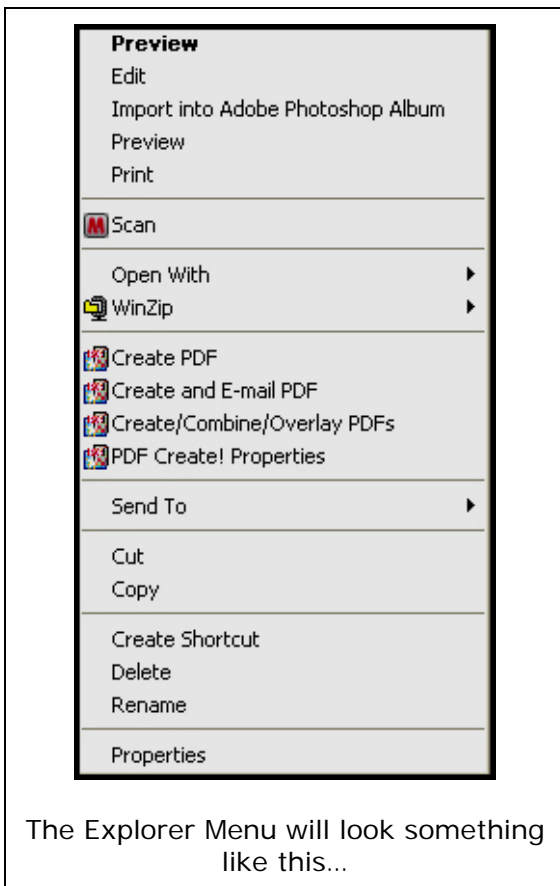 Preview
Edit
Import into Adobe Photoshop Album
Preview
Print
M Scan
Open With
WinZip
Create PDF
Create and E-mail PDF
Create/Combine/Overlay PDFs
PDF Create! Properties
Send To
Cut
Copy
Create Shortcut
Delete
Rename
Properties
The Explorer Menu will look something
like this...